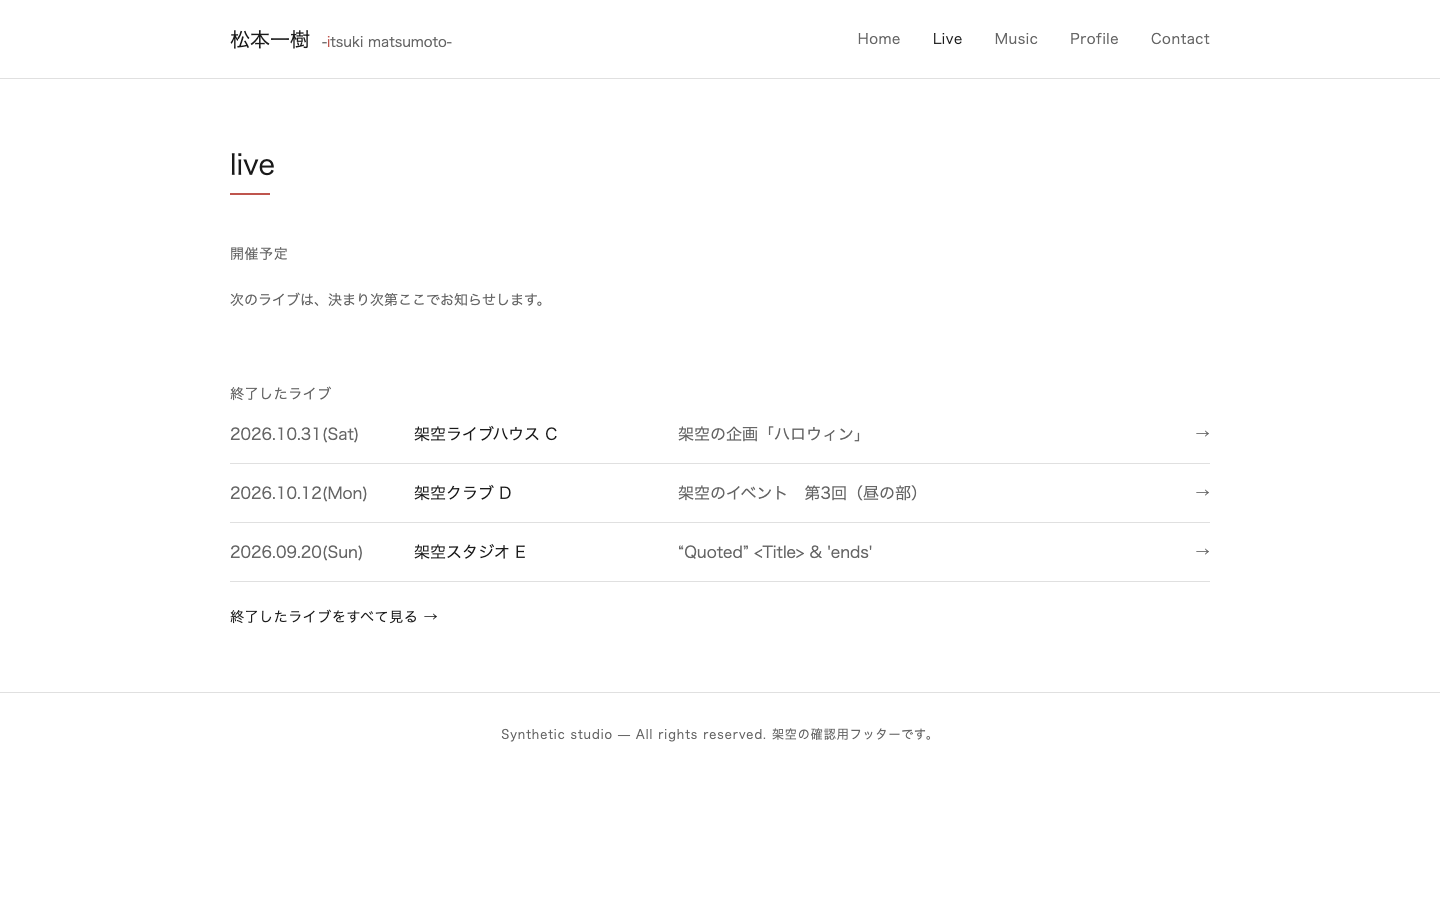 松本一樹 -itsuki matsumoto-
Home Live Music Profile Contact
live
開催予定
次のライブは、決まり次第ここでお知らせします。
終了したライブ
2026.10.31(Sat) 架空ライブハウス C 架空の企画「ハロウィン」 →
2026.10.12(Mon) 架空クラブ D 架空のイベント　第3回（昼の部） →
2026.09.20(Sun) 架空スタジオ E “Quoted” <Title> & 'ends' →
終了したライブをすべて見る →
Synthetic studio — All rights reserved. 架空の確認用フッターです。